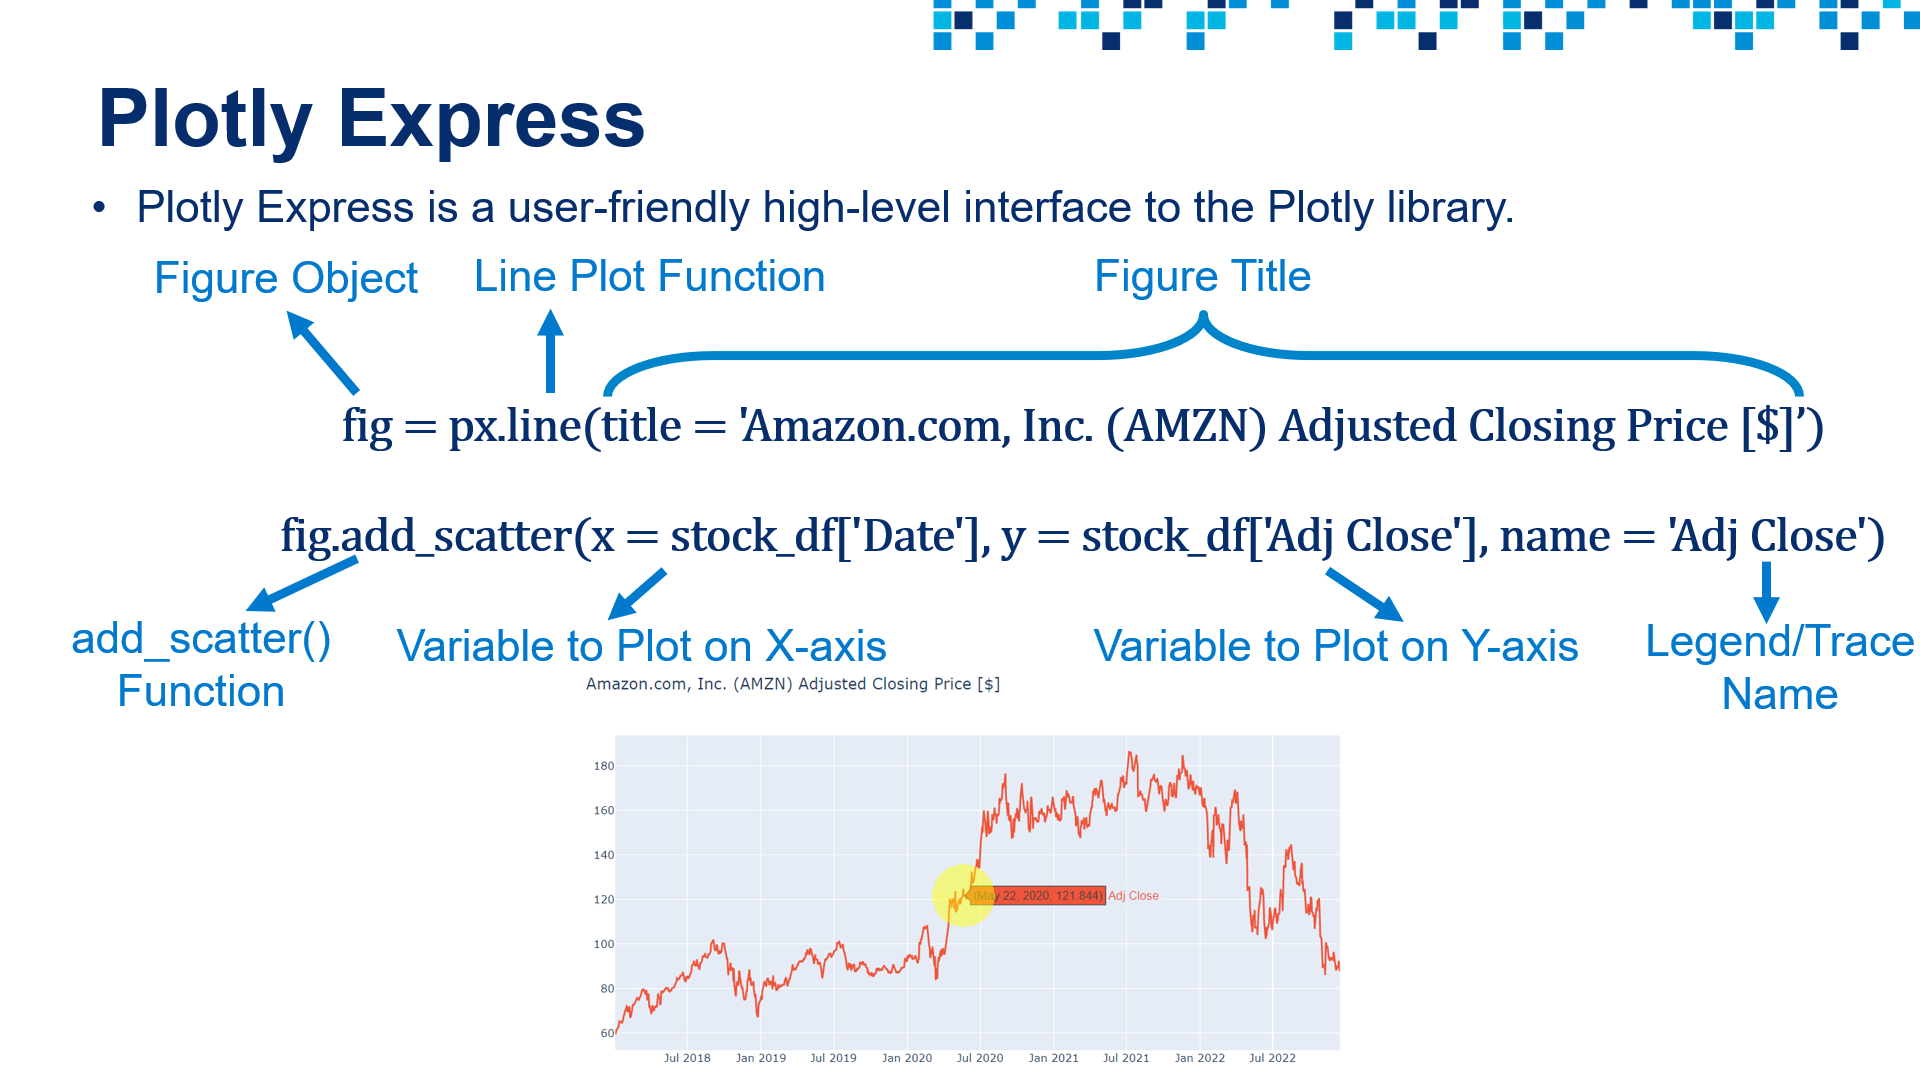 Plotly Express
• Plotly Express is a user-friendly high-level interface to the Plotly library.
Figure Object
Line Plot Function
Figure Title
fig = px.line(title = 'Amazon.com, Inc. (AMZN) Adjusted Closing Price [$]’)
fig.add_scatter(x = stock_df['Date'], y = stock_df['Adj Close'], name = 'Adj Close')
add_scatter()
Function
Variable to Plot on X-axis
Variable to Plot on Y-axis
Legend/Trace
Name
Amazon.com, Inc. (AMZN) Adjusted Closing Price [$]
180
160
140
120
100
80
60
(May 22, 2020, 121.844) Adj Close
Jul 2018 Jan 2019 Jul 2019 Jan 2020 Jul 2020 Jan 2021 Jul 2021 Jan 2022 Jul 2022